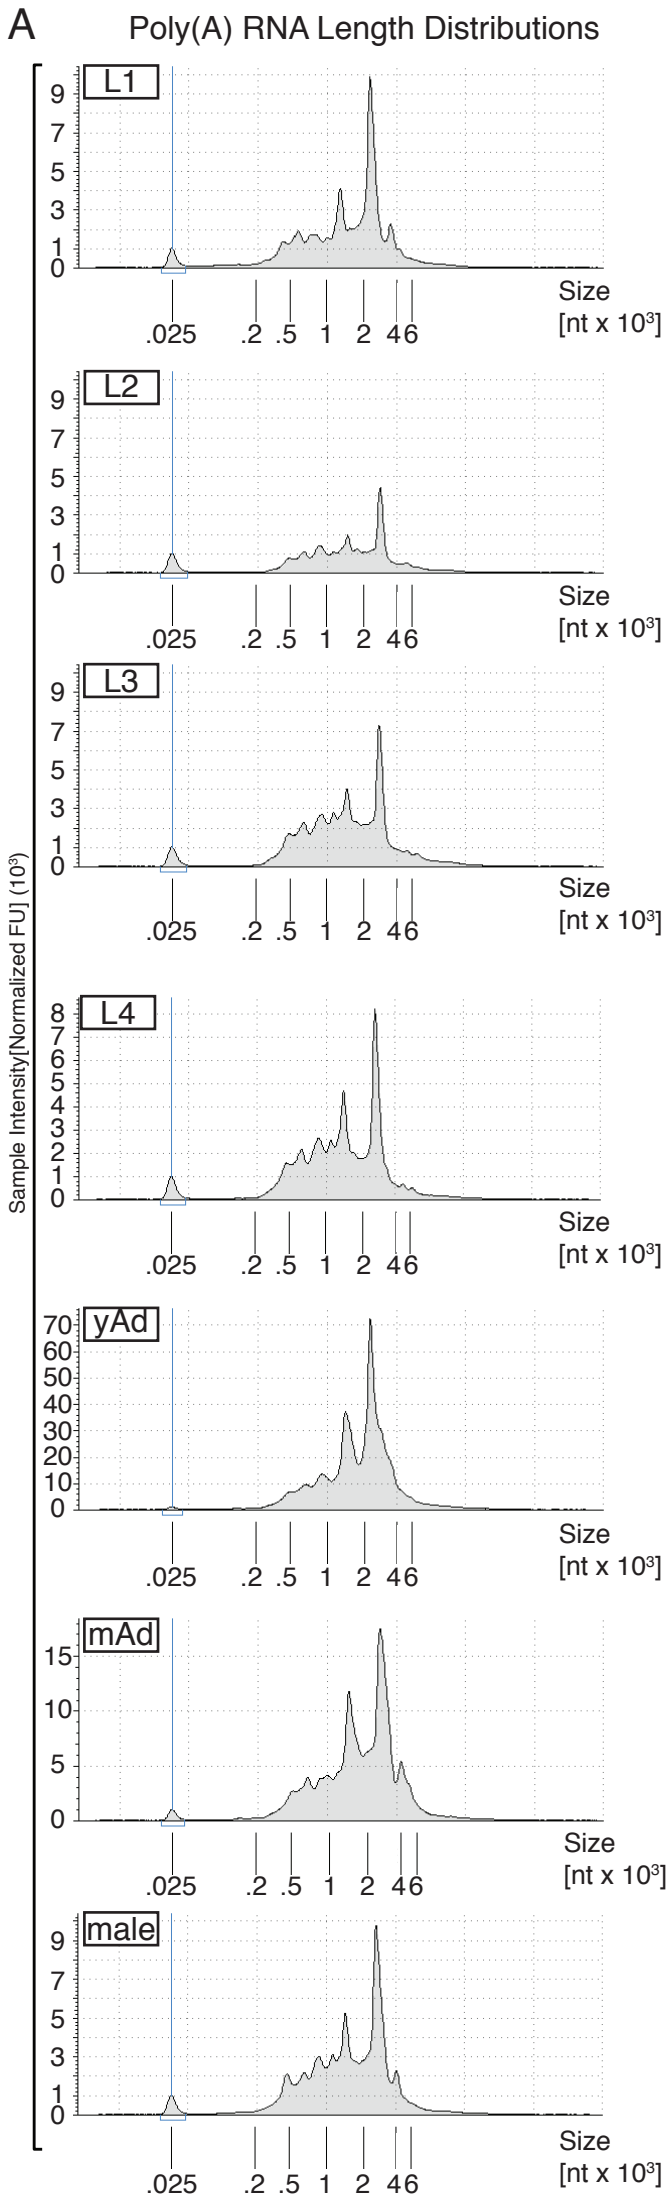 A Poly(A) RNA Length Distributions
Sample Intensity[Normalized FU] (10³)
L1
9
7
5
3
1
0
.025 .2 .5 1 2 4 6
Size
[nt x 10³]
L2
9
7
5
3
1
0
.025 .2 .5 1 2 4 6
Size
[nt x 10³]
L3
9
7
5
3
1
0
.025 .2 .5 1 2 4 6
Size
[nt x 10³]
L4
8
7
6
5
4
3
2
1
0
.025 .2 .5 1 2 4 6
Size
[nt x 10³]
yAd
70
60
50
40
30
20
10
0
.025 .2 .5 1 2 4 6
Size
[nt x 10³]
mAd
15
10
5
0
.025 .2 .5 1 2 4 6
Size
[nt x 10³]
male
9
7
5
3
1
0
.025 .2 .5 1 2 4 6
Size
[nt x 10³]